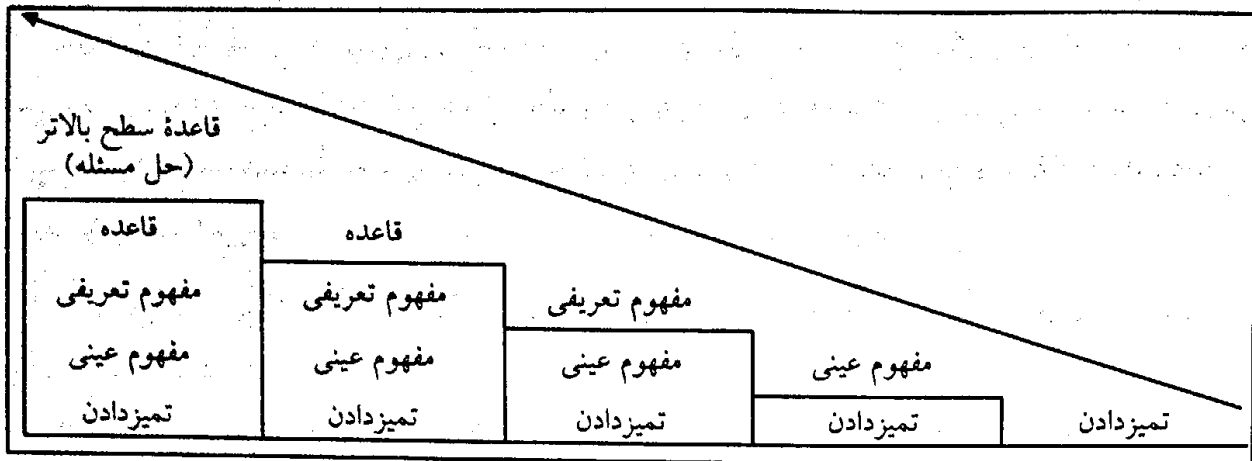 قاعدهٔ سطح بالاتر
(حل مسئله)
قاعده
قاعده
مفهوم تعریفی
مفهوم تعریفی
مفهوم تعریفی
مفهوم عینی
مفهوم عینی
مفهوم عینی
مفهوم عینی
تمیزدادن
تمیزدادن
تمیزدادن
تمیزدادن
تمیزدادن